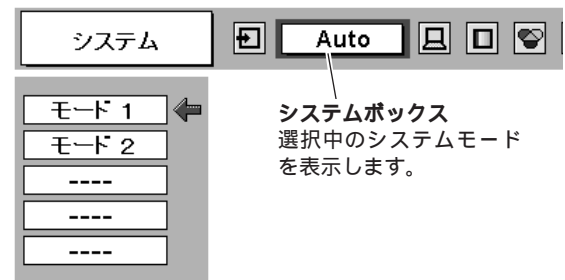 システム
Auto
モード 1
モード 2
----
----
----
システムボックス
選択中のシステムモード
を表示します。